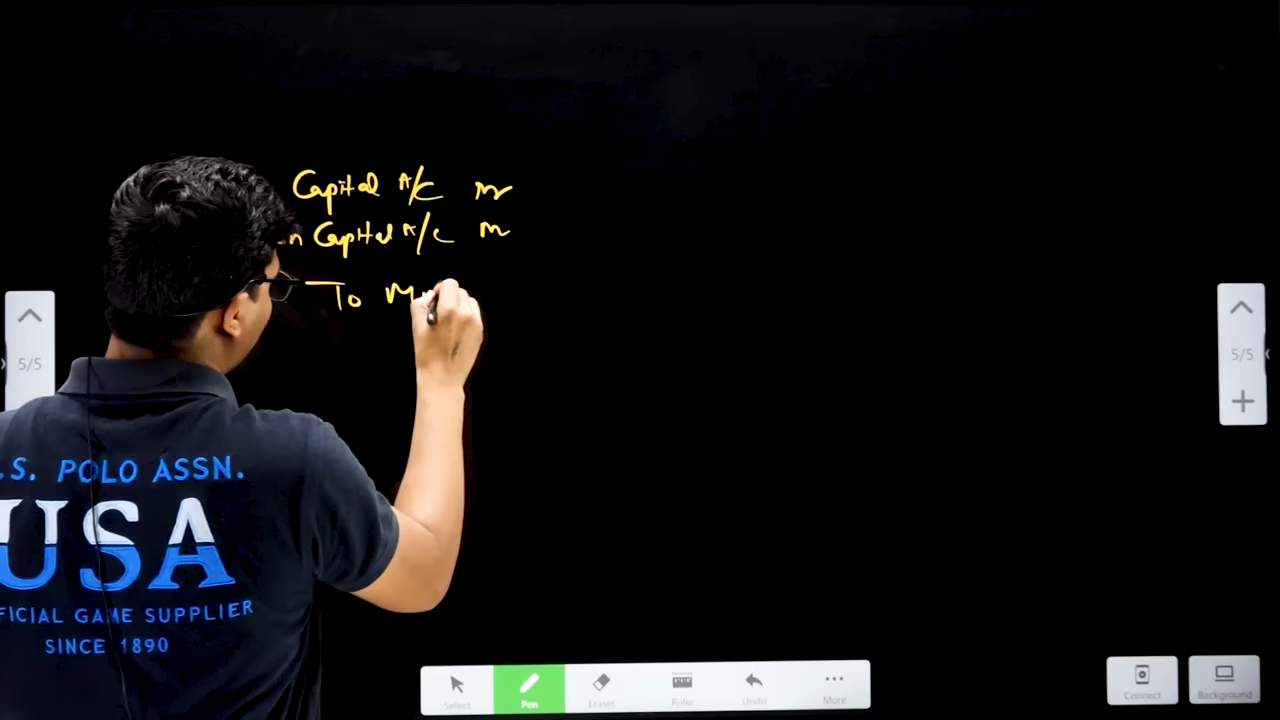 Capital A/C Dr
Capital A/C Dr
To
5/5
5/5
.S. POLO ASSN.
USA
FICIAL GAME SUPPLIER
SINCE 1890
Select
Pen
Eraser
Ruler
Undo
More
Connect
Background